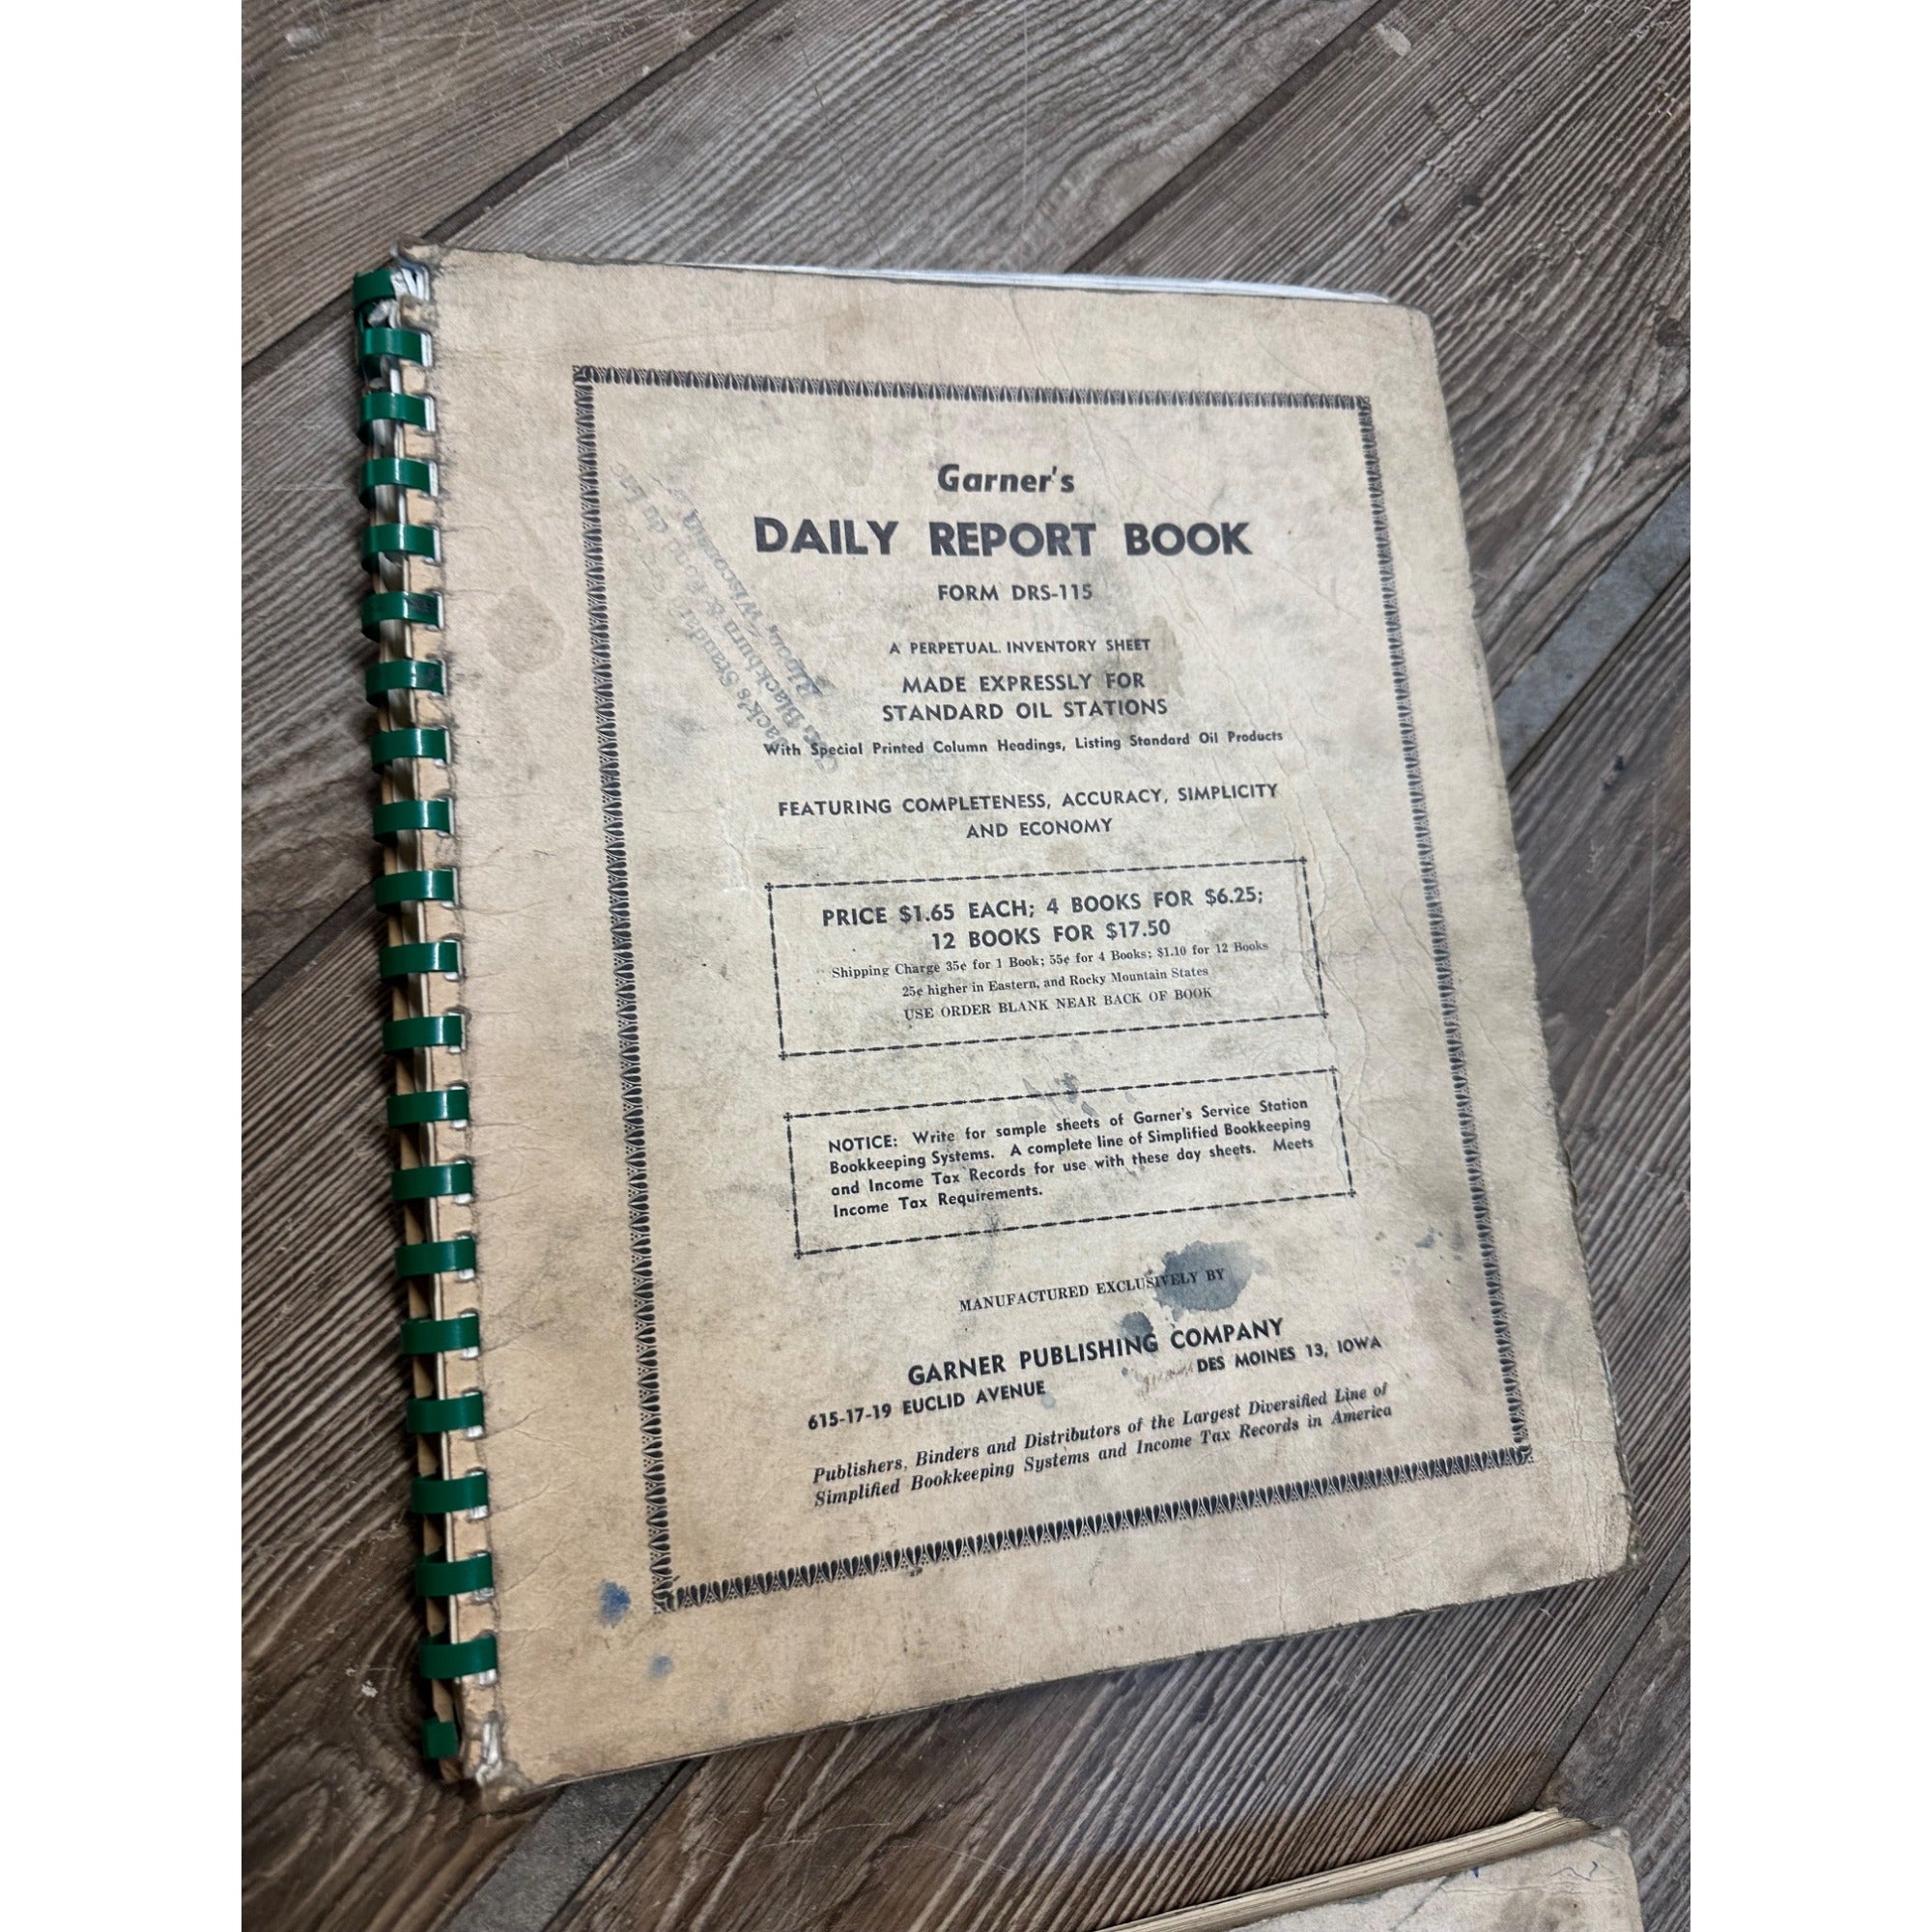 Garner's
DAILY REPORT BOOK
FORM DRS-115
A PERPETUAL INVENTORY SHEET
MADE EXPRESSLY FOR
STANDARD OIL STATIONS
With Special Printed Column Headings, Listing Standard Oil Products
FEATURING COMPLETENESS, ACCURACY, SIMPLICITY
AND ECONOMY
PRICE $1.65 EACH; 4 BOOKS FOR $6.25;
12 BOOKS FOR $17.50
Shipping Charge 35¢ for 1 Book; 55¢ for 4 Books; $1.10 for 12 Books
25¢ higher in Eastern, and Rocky Mountain States
USE ORDER BLANK NEAR BACK OF BOOK
NOTICE: Write for sample sheets of Garner's Service Station
Bookkeeping Systems. A complete line of Simplified Bookkeeping
and Income Tax Records for use with these day sheets. Meets
Income Tax Requirements.
MANUFACTURED EXCLUSIVELY BY
GARNER PUBLISHING COMPANY
615-17-19 EUCLID AVENUE DES MOINES 13, IOWA
Publishers, Binders and Distributors of the Largest Diversified Line of
Simplified Bookkeeping Systems and Income Tax Records in America
Blackburn & Fond du Lac
Ripon, Wisconsin